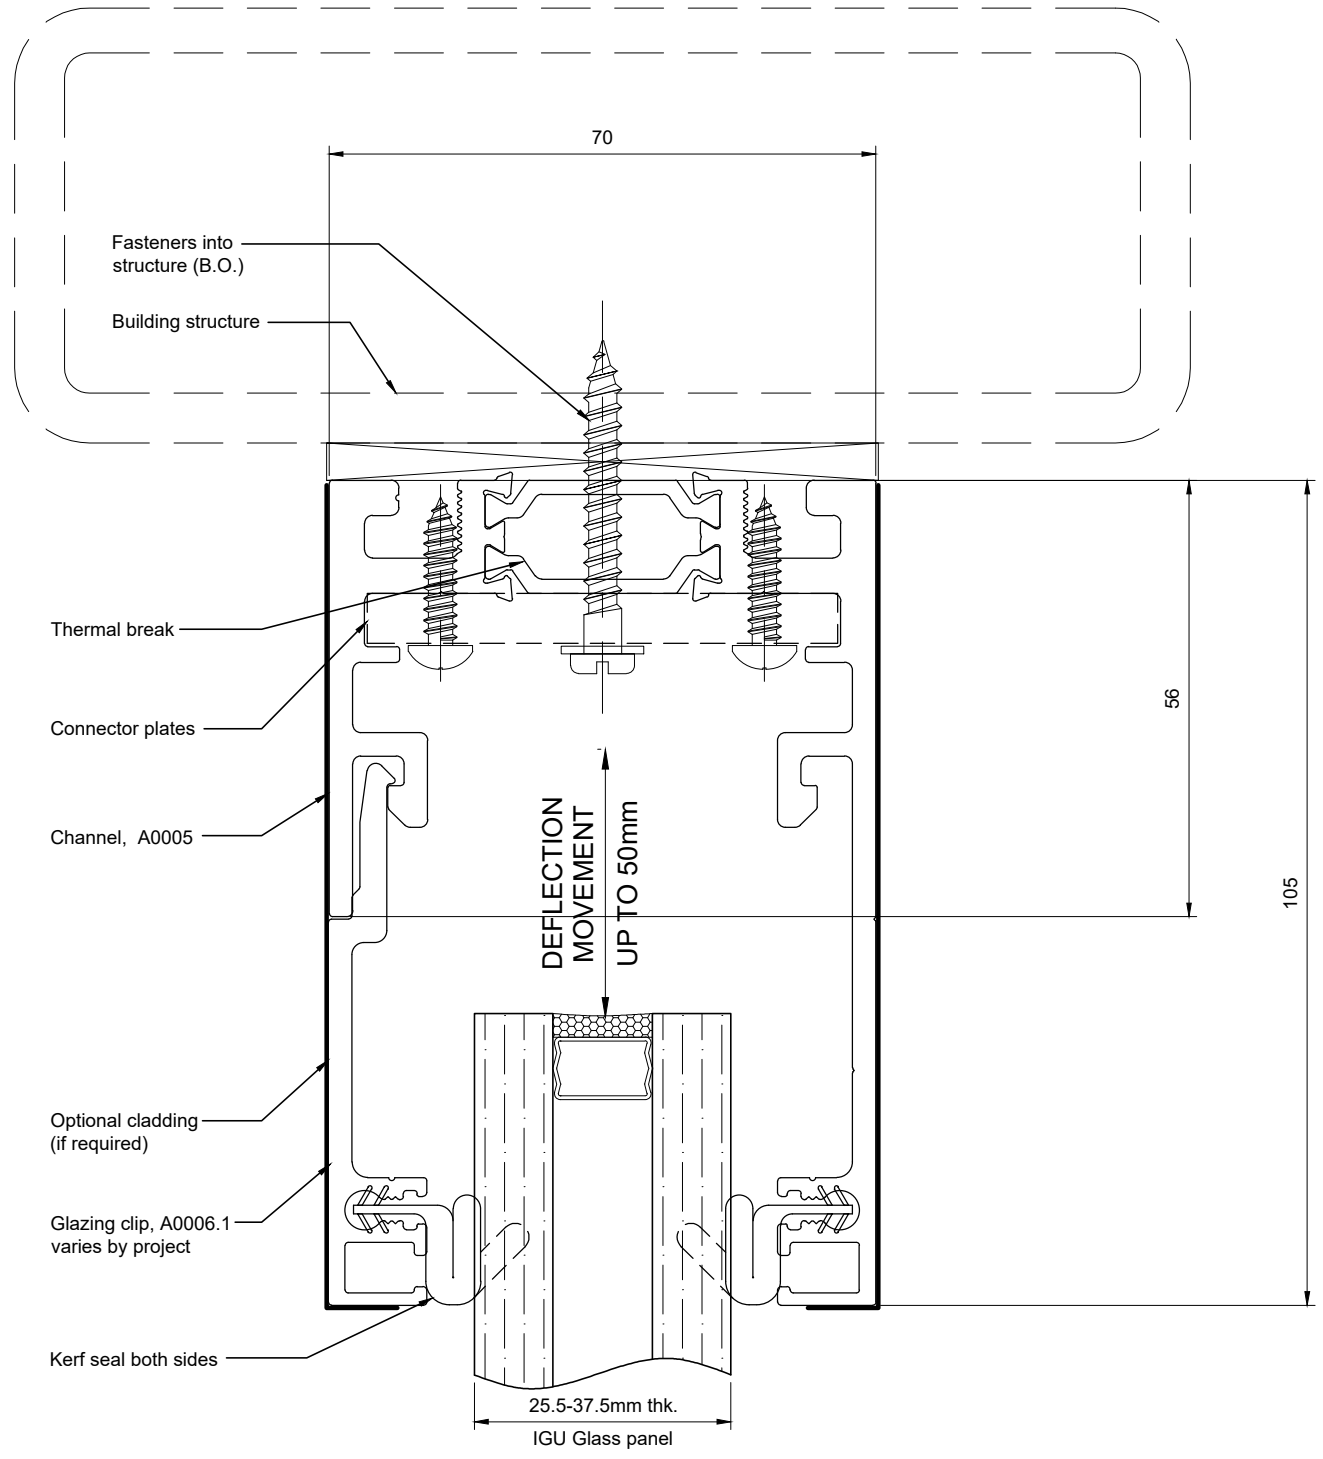 70
Fasteners into
structure (B.O.)
Building structure
Thermal break
Connector plates
Channel, A0005
56
105
DEFLECTION
MOVEMENT
UP TO 50mm
Optional cladding
(if required)
Glazing clip, A0006.1
varies by project
Kerf seal both sides
25.5-37.5mm thk.
IGU Glass panel